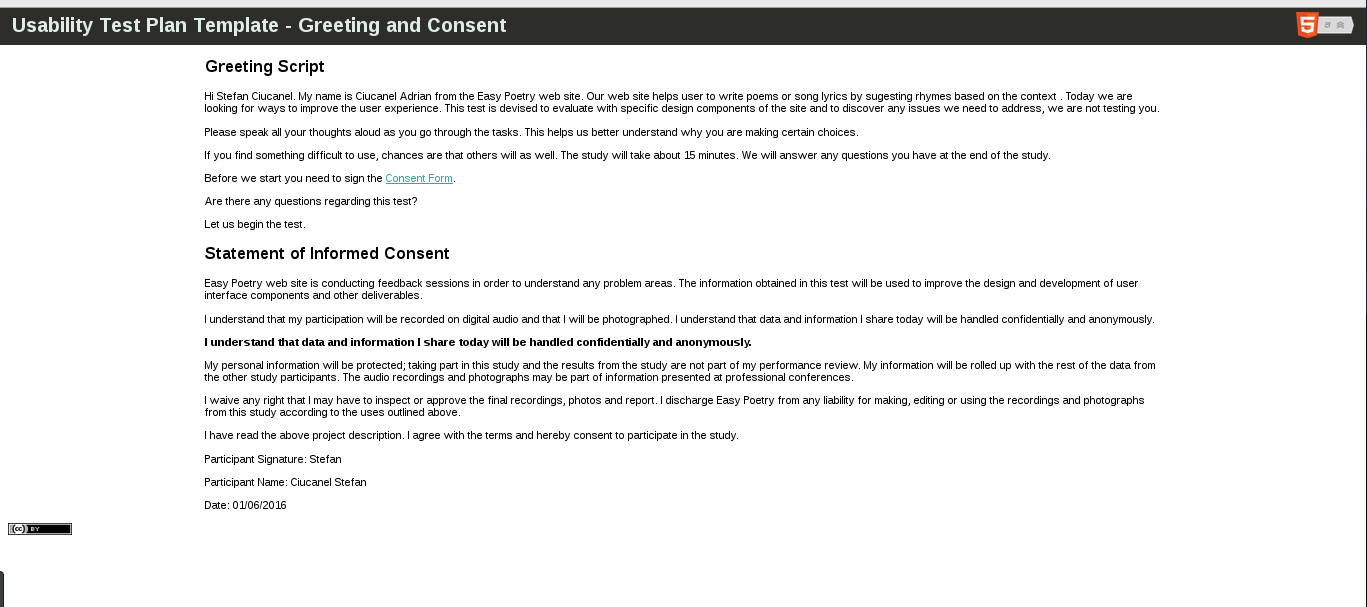 Usability Test Plan Template - Greeting and Consent
Greeting Script
Hi Stefan Ciucanel. My name is Ciucanel Adrian from the Easy Poetry web site. Our web site helps user to write poems or song lyrics by sugesting rhymes based on the context . Today we are
looking for ways to improve the user experience. This test is devised to evaluate with specific design components of the site and to discover any issues we need to address, we are not testing you.
Please speak all your thoughts aloud as you go through the tasks. This helps us better understand why you are making certain choices.
If you find something difficult to use, chances are that others will as well. The study will take about 15 minutes. We will answer any questions you have at the end of the study.
Before we start you need to sign the Consent Form.
Are there any questions regarding this test?
Let us begin the test.
Statement of Informed Consent
Easy Poetry web site is conducting feedback sessions in order to understand any problem areas. The information obtained in this test will be used to improve the design and development of user
interface components and other deliverables.
I understand that my participation will be recorded on digital audio and that I will be photographed. I understand that data and information I share today will be handled confidentially and anonymously.
I understand that data and information I share today will be handled confidentially and anonymously.
My personal information will be protected; taking part in this study and the results from the study are not part of my performance review. My information will be rolled up with the rest of the data from
the other study participants. The audio recordings and photographs may be part of information presented at professional conferences.
I waive any right that I may have to inspect or approve the final recordings, photos and report. I discharge Easy Poetry from any liability for making, editing or using the recordings and photographs
from this study according to the uses outlined above.
I have read the above project description. I agree with the terms and hereby consent to participate in the study.
Participant Signature: Stefan
Participant Name: Ciucanel Stefan
Date: 01/06/2016
cc BY